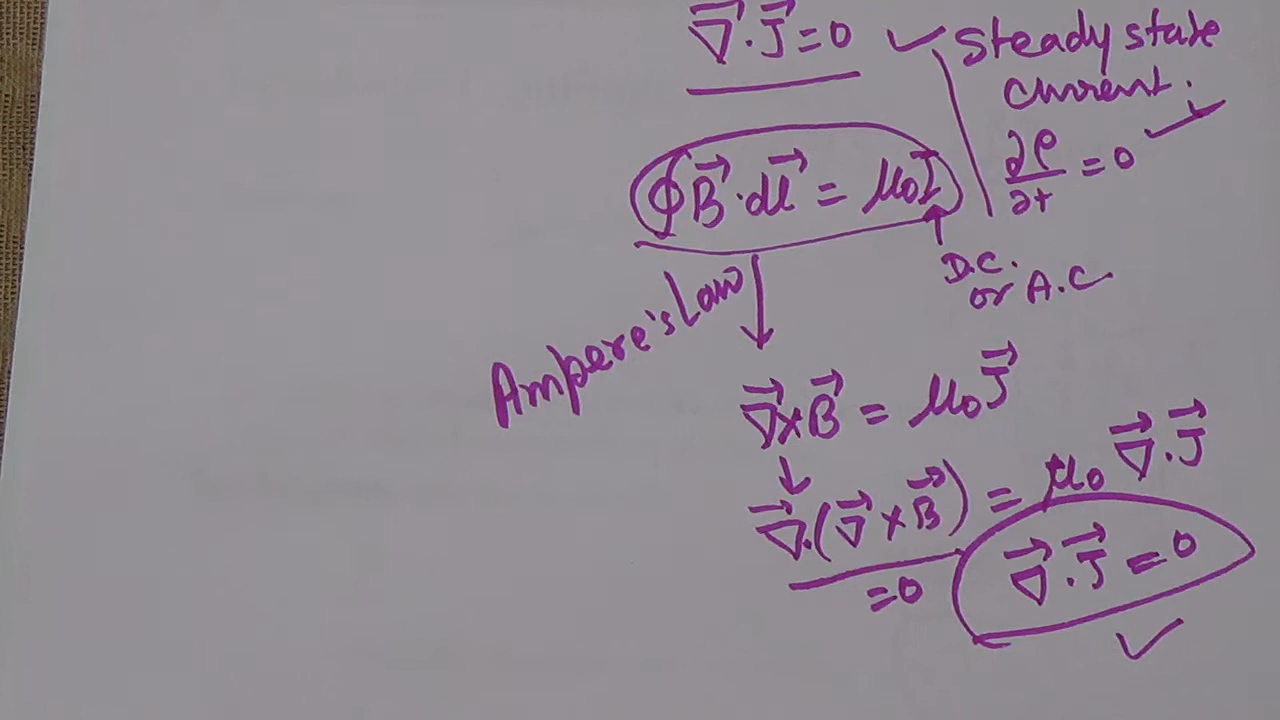 ∇⃗·J⃗=0 ✓ Steady state
current.
∂ρ/∂t = 0 ✓
∮B⃗·dl⃗ = μ₀I
D.C.
or A.C
Ampere's Law
∇⃗×B⃗ = μ₀J⃗
∇⃗·(∇⃗×B⃗) = μ₀ ∇⃗·J⃗
=0
∇⃗·J⃗ = 0
✓